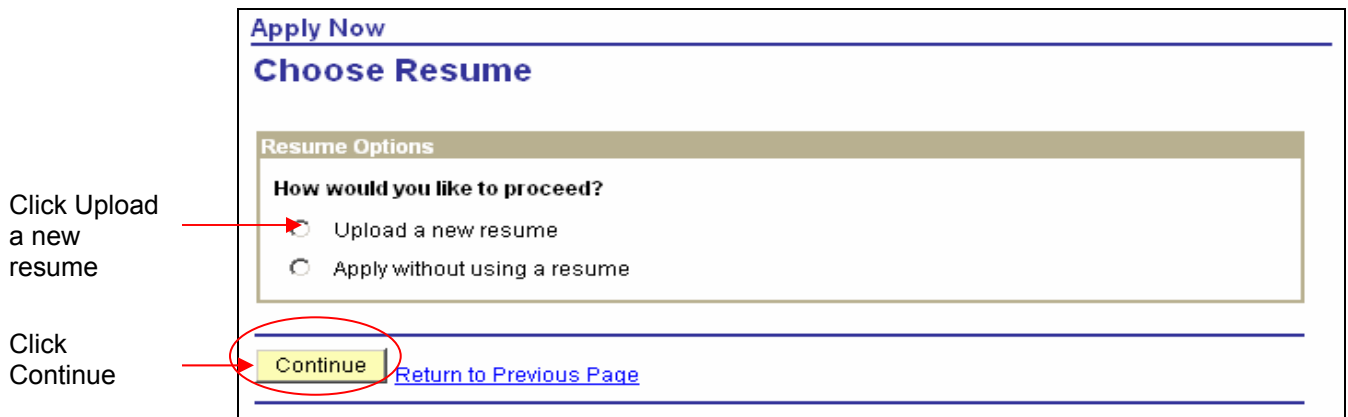 Apply Now
Choose Resume
Resume Options
How would you like to proceed?
Click Upload
a new
resume
Upload a new resume
Apply without using a resume
Click
Continue
Continue
Return to Previous Page